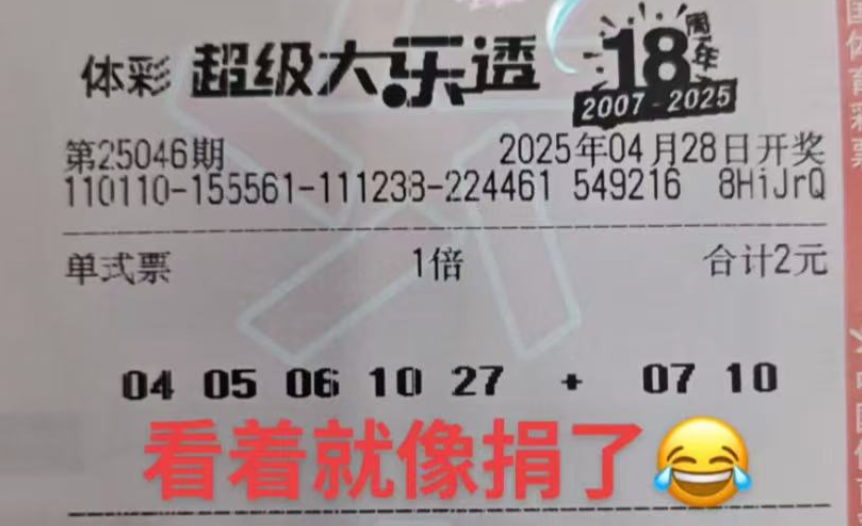 体彩 超级大乐透 18周年
2007-2025
第25046期 2025年04月28日开奖
110110-155561-111238-224461 549216 8HiJrQ
单式票 1倍 合计2元
04 05 06 10 27 + 07 10
看着就像捐了😂